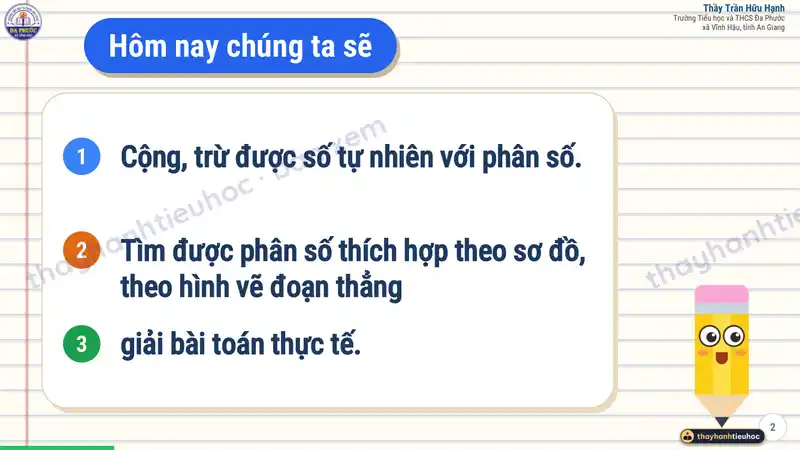 Thầy Trần Hữu Hạnh
Trường Tiểu học và THCS Đa Phước
xã Vĩnh Hậu, tỉnh An Giang
ĐA PHƯỚC
Hôm nay chúng ta sẽ
1 Cộng, trừ được số tự nhiên với phân số.
2 Tìm được phân số thích hợp theo sơ đồ,
theo hình vẽ đoạn thẳng
3 giải bài toán thực tế.
thayhanhtieuhoc
2